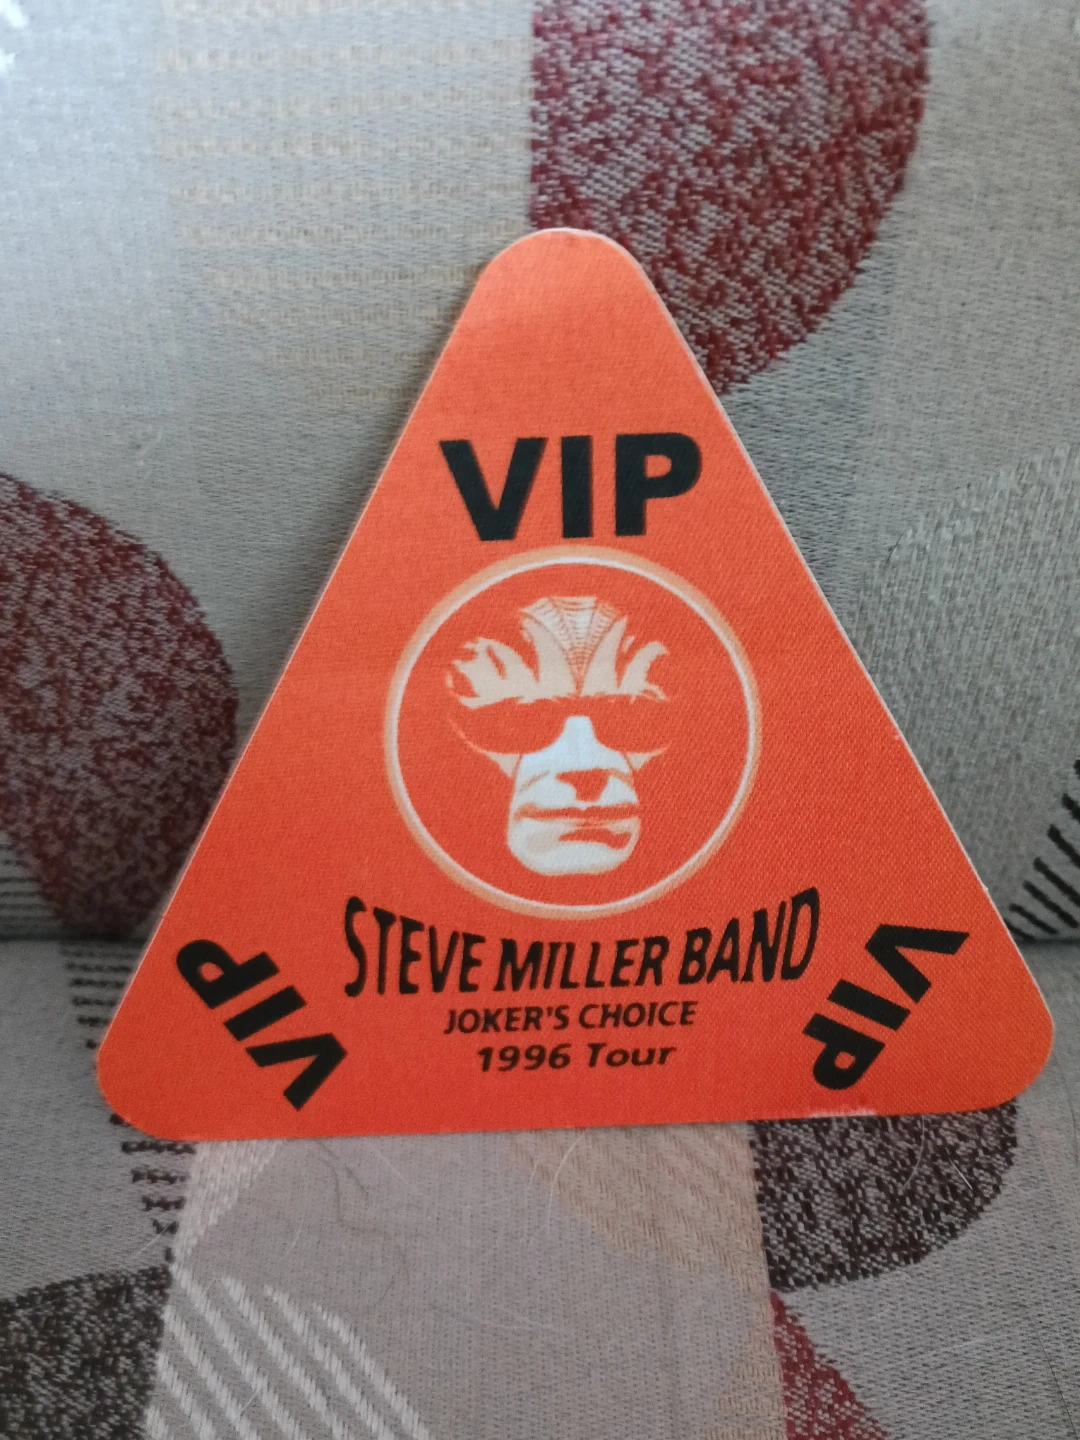 VIP
STEVE MILLER BAND
JOKER'S CHOICE
1996 Tour
VIP
VIP